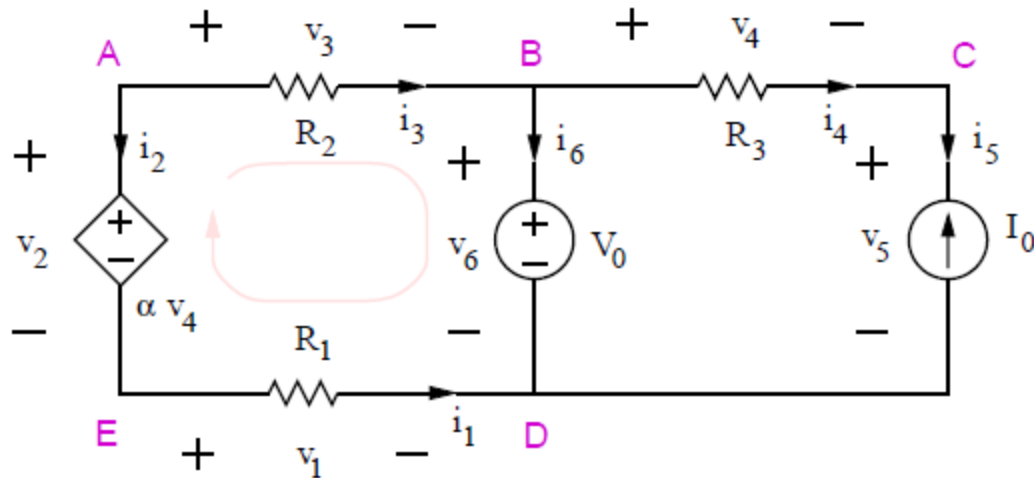 + v₃ −
+ v₄ −
A
B
C
i₃
i₄
R₂
R₃
+ i₂
+ i₆
+ i₅
v₂ + −
v₆ + − V₀
v₅ I₀
α v₄
−
−
−
R₁
E
D
i₁
+ v₁ −